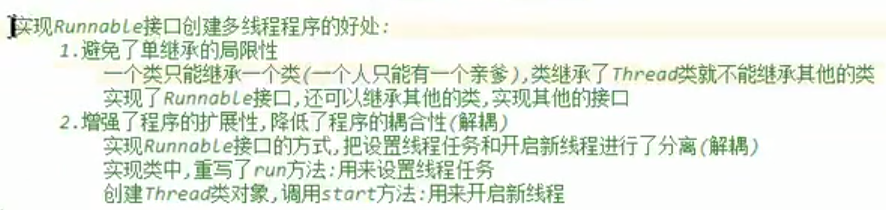 实现Runnable接口创建多线程程序的好处:
1.避免了单继承的局限性
一个类只能继承一个类(一个人只能有一个亲爹),类继承了Thread类就不能继承其他的类
实现了Runnable接口,还可以继承其他的类,实现其他的接口
2.增强了程序的扩展性,降低了程序的耦合性(解耦)
实现Runnable接口的方式,把设置线程任务和开启新线程进行了分离(解耦)
实现类中,重写了run方法:用来设置线程任务
创建Thread类对象,调用start方法:用来开启新线程